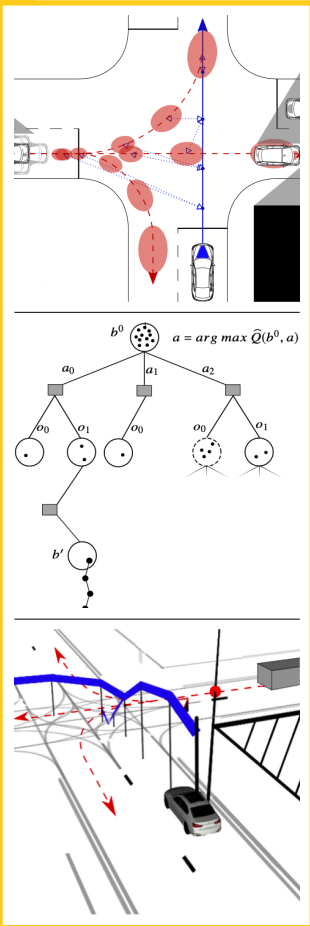 b⁰ a = arg max Q̂(b⁰, a)
a₀ a₁ a₂
o₀ o₁ o₀ o₀ o₁
b′